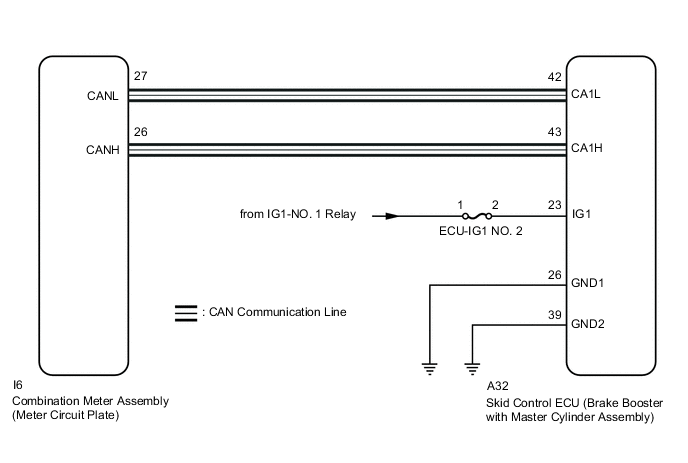 27
42
CANL
CA1L
26
43
CANH
CA1H
from IG1-NO. 1 Relay
1
2
23
IG1
ECU-IG1 NO. 2
26
GND1
: CAN Communication Line
39
GND2
I6
A32
Combination Meter Assembly
(Meter Circuit Plate)
Skid Control ECU (Brake Booster
with Master Cylinder Assembly)